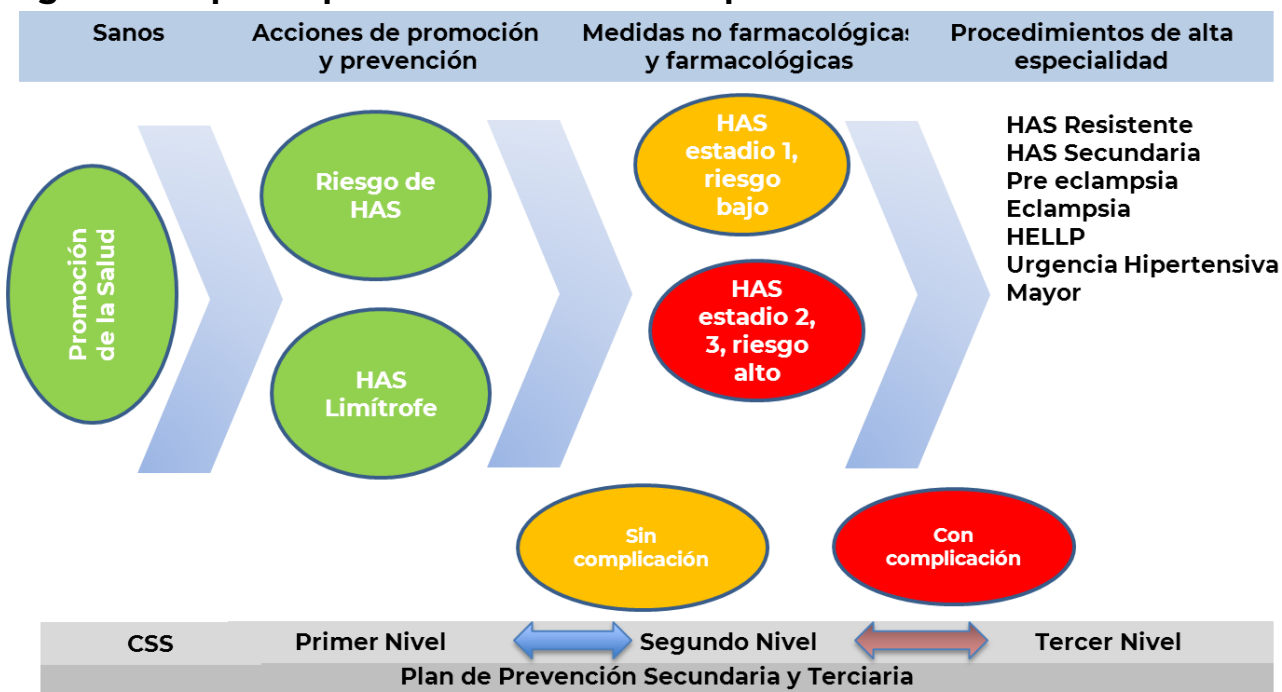 Sanos
Acciones de promoción
y prevención
Medidas no farmacológicas
y farmacológicas
Procedimientos de alta
especialidad
Promoción
de la Salud
Riesgo de
HAS
HAS
Limítrofe
HAS
estadio 1,
riesgo
bajo
HAS
estadio 2,
3, riesgo
alto
HAS Resistente
HAS Secundaria
Pre eclampsia
Eclampsia
HELLP
Urgencia Hipertensiva
Mayor
Sin
complicación
Con
complicación
CSS
Primer Nivel
Segundo Nivel
Tercer Nivel
Plan de Prevención Secundaria y Terciaria